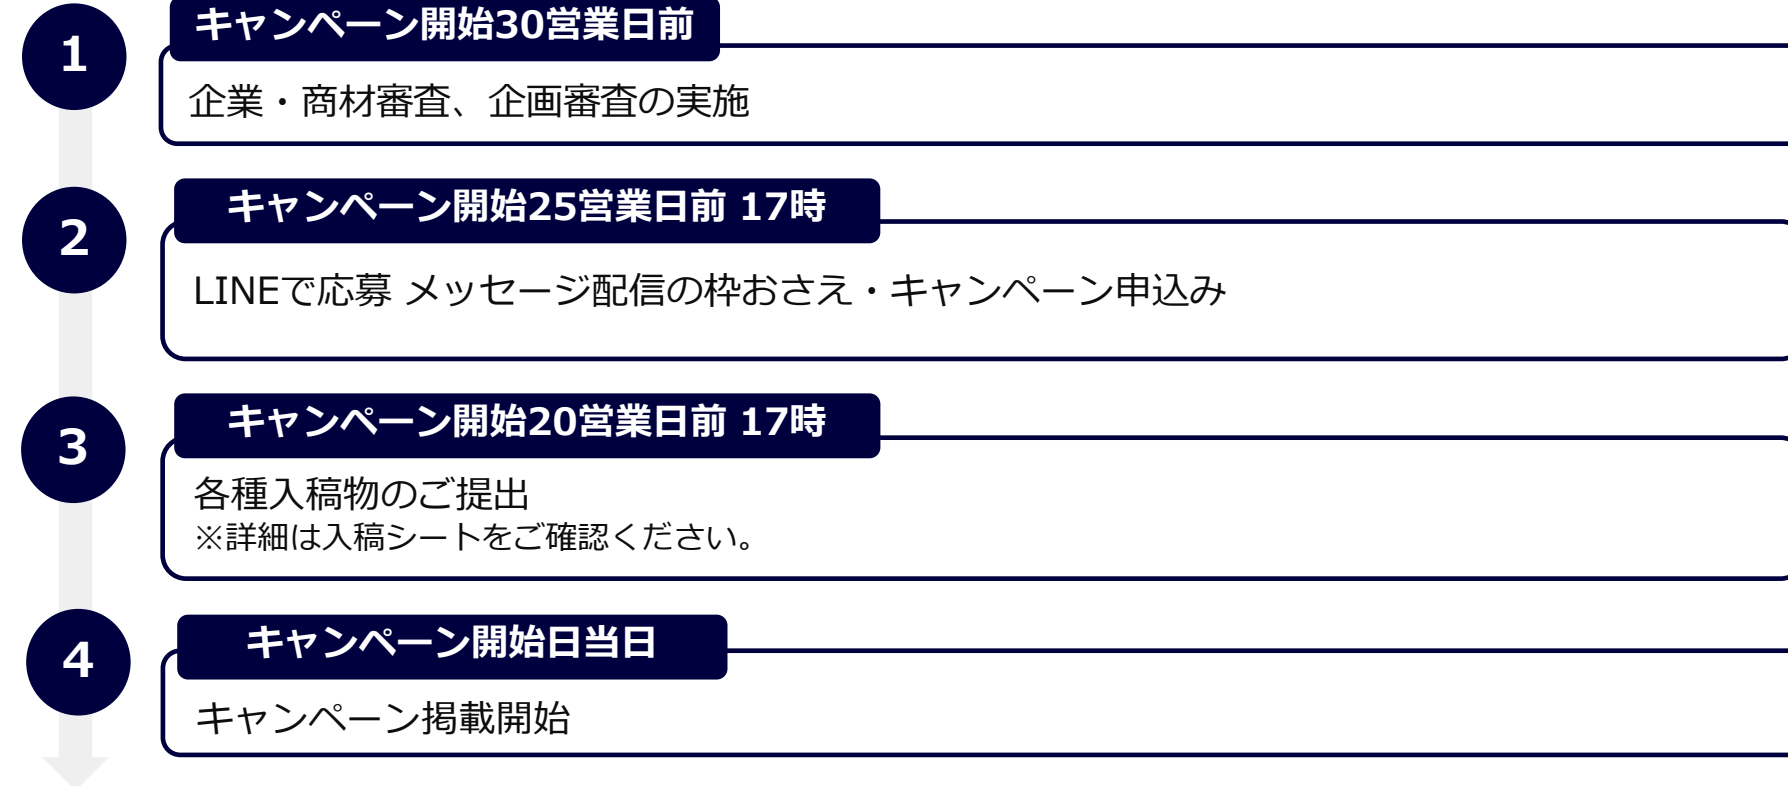 1
キャンペーン開始30営業日前
企業・商材審査、企画審査の実施
2
キャンペーン開始25営業日前 17時
LINEで応募 メッセージ配信の枠おさえ・キャンペーン申込み
3
キャンペーン開始20営業日前 17時
各種入稿物のご提出
※詳細は入稿シートをご確認ください。
4
キャンペーン開始日当日
キャンペーン掲載開始